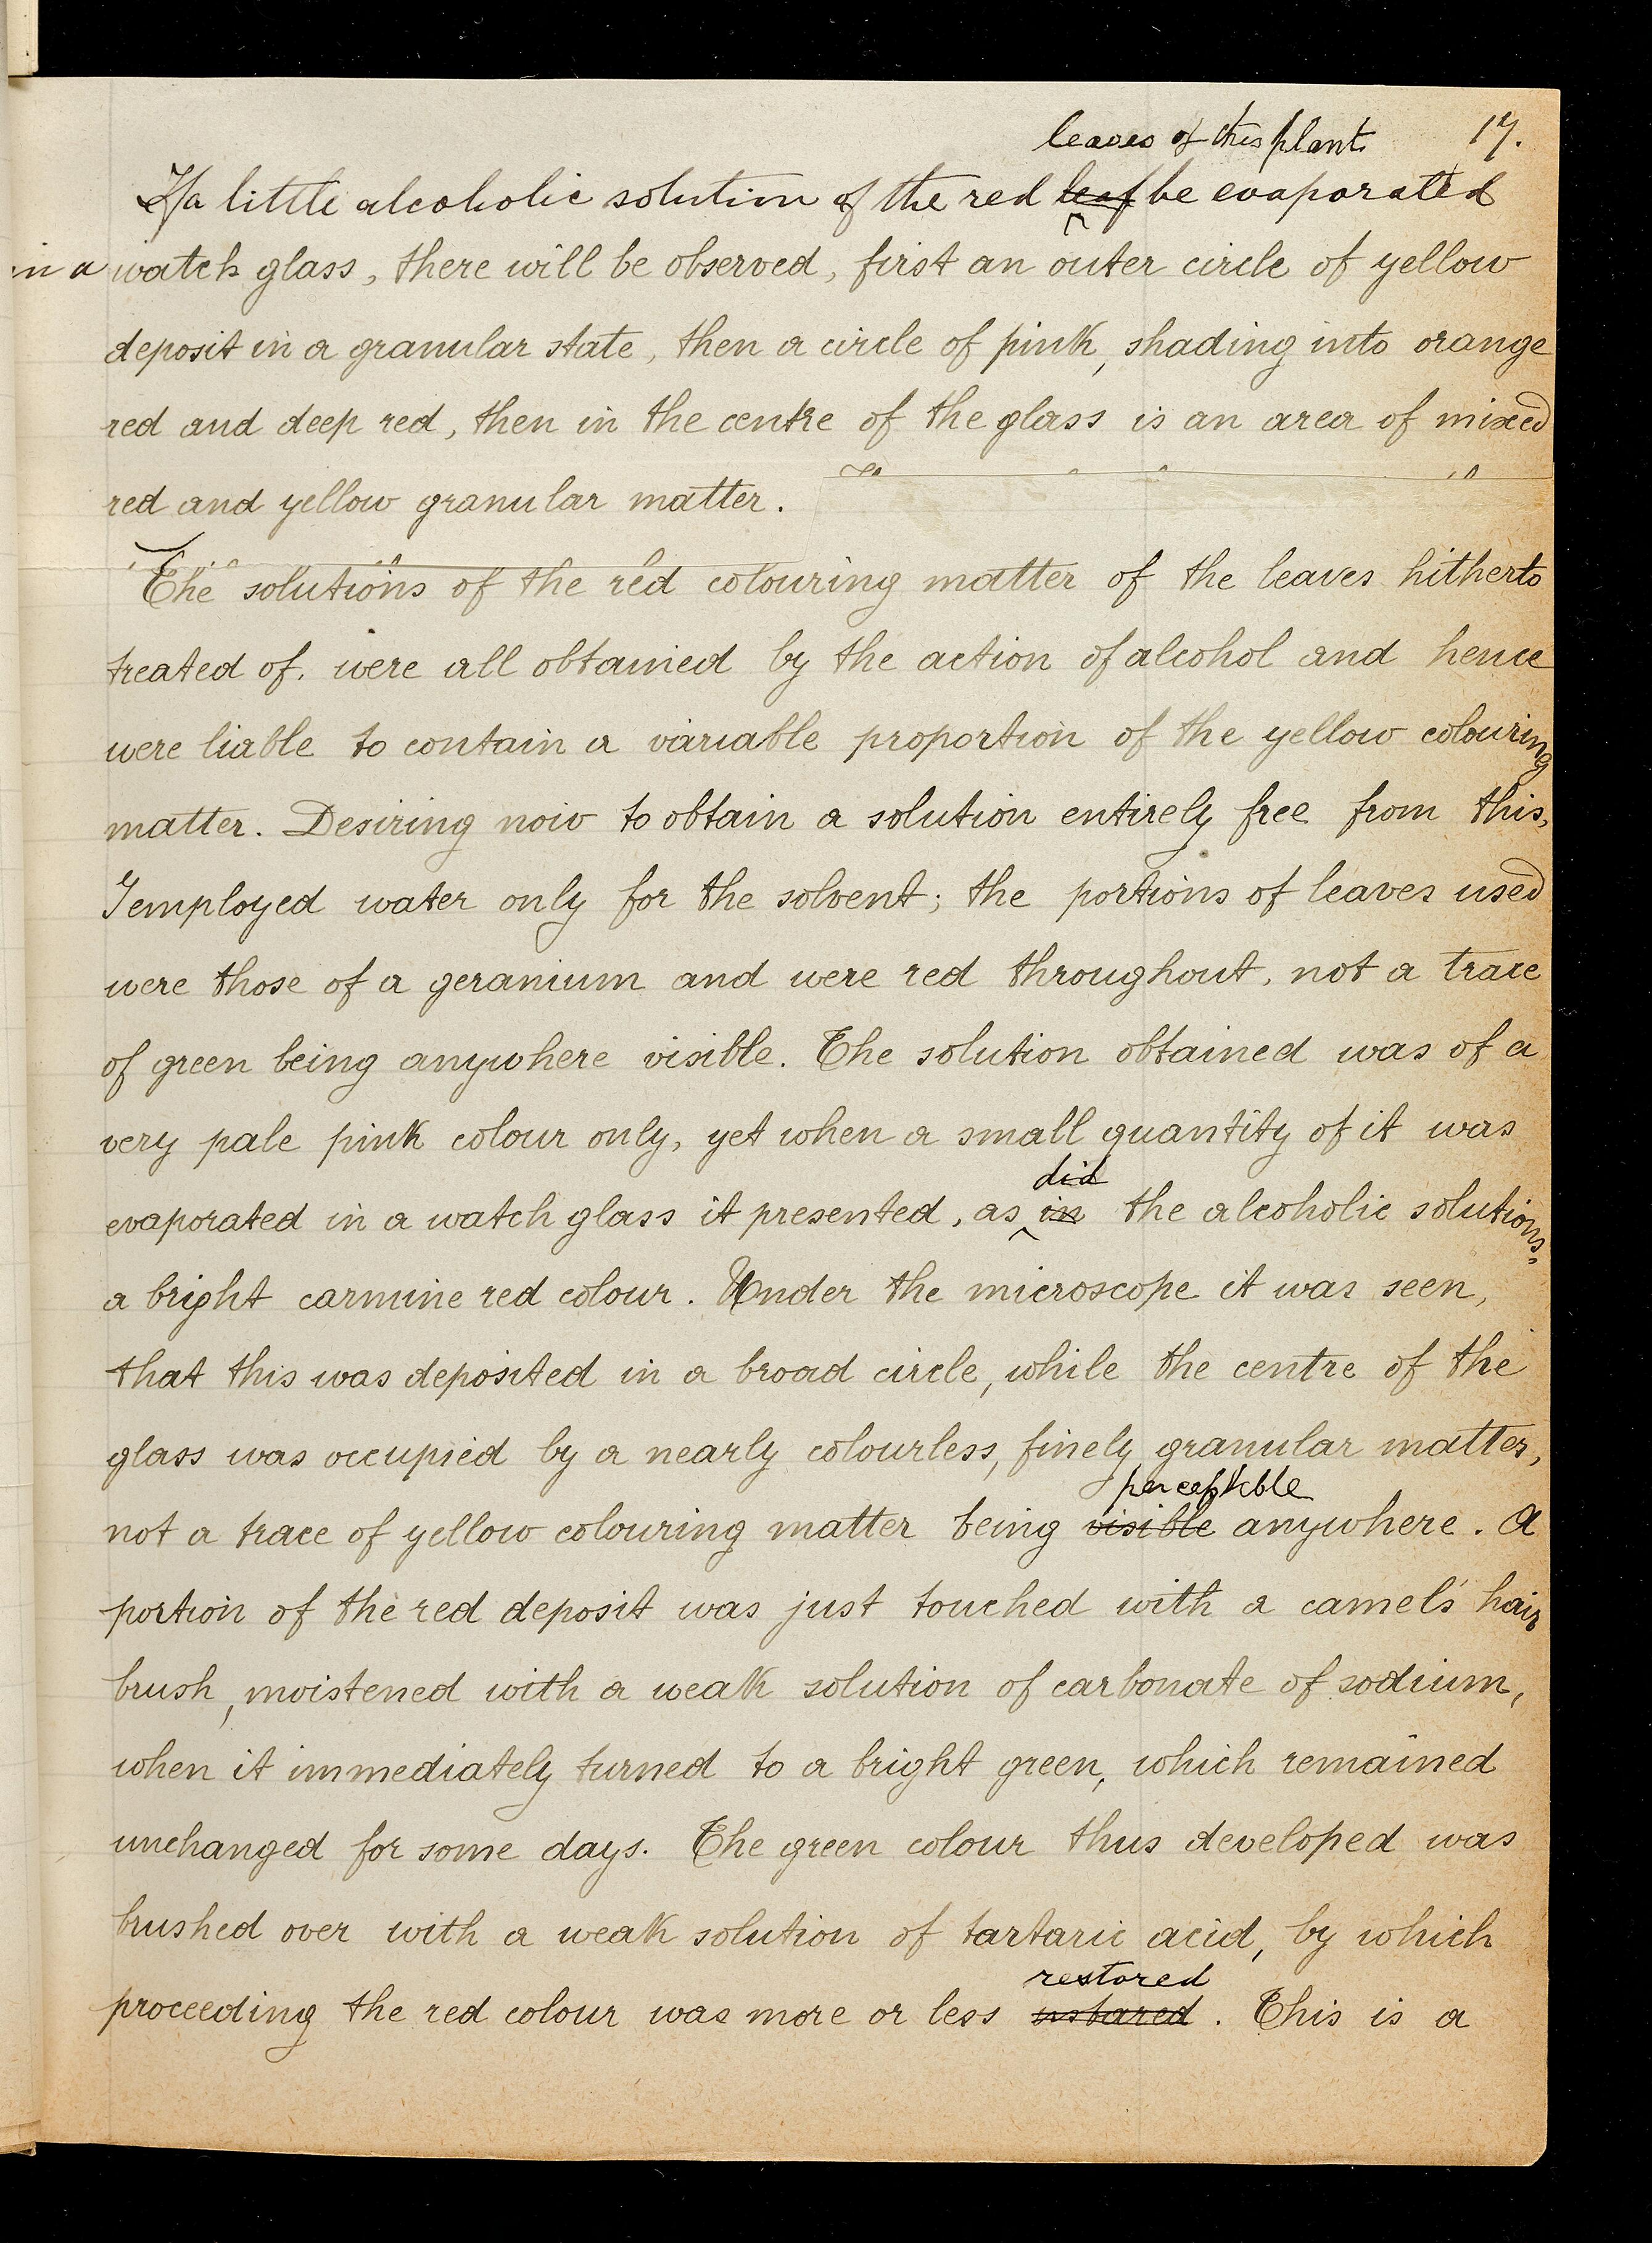 17.
leaves of this plant
If a little alcoholic solution of the red leaf be evaporated
in a watch glass, there will be observed, first an outer circle of yellow
deposit in a granular state, then a circle of pink, shading into orange
red and deep red, then in the centre of the glass is an area of mixed
red and yellow granular matter.
The solutions of the red colouring matter of the leaves hitherto
treated of, were all obtained by the action of alcohol and hence
were liable to contain a variable proportion of the yellow colouring
matter. Desiring now to obtain a solution entirely free from this,
I employed water only for the solvent; the portions of leaves used
were those of a geranium and were red throughout, not a trace
of green being anywhere visible. The solution obtained was of a
very pale pink colour only, yet when a small quantity of it was
did
evaporated in a watch glass it presented, as in the alcoholic solutions,
a bright carmine red colour. Under the microscope it was seen,
that this was deposited in a broad circle, while the centre of the
glass was occupied by a nearly colourless, finely granular matter,
perceptible
not a trace of yellow colouring matter being visible anywhere. A
portion of the red deposit was just touched with a camel's hair
brush, moistened with a weak solution of carbonate of sodium,
when it immediately turned to a bright green, which remained
unchanged for some days. The green colour thus developed was
brushed over with a weak solution of tartaric acid, by which
restored
proceeding the red colour was more or less . This is a